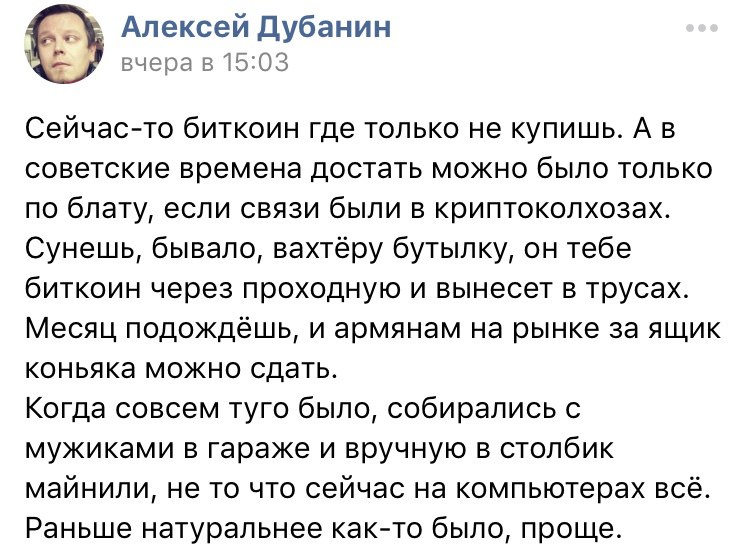 Алексей Дубанин
вчера в 15:03
Сейчас-то биткоин где только не купишь. А в
советские времена достать можно было только
по блату, если связи были в криптоколхозах.
Сунешь, бывало, вахтёру бутылку, он тебе
биткоин через проходную и вынесет в трусах.
Месяц подождёшь, и армянам на рынке за ящик
коньяка можно сдать.
Когда совсем туго было, собирались с
мужиками в гараже и вручную в столбик
майнили, не то что сейчас на компьютерах всё.
Раньше натуральнее как-то было, проще.